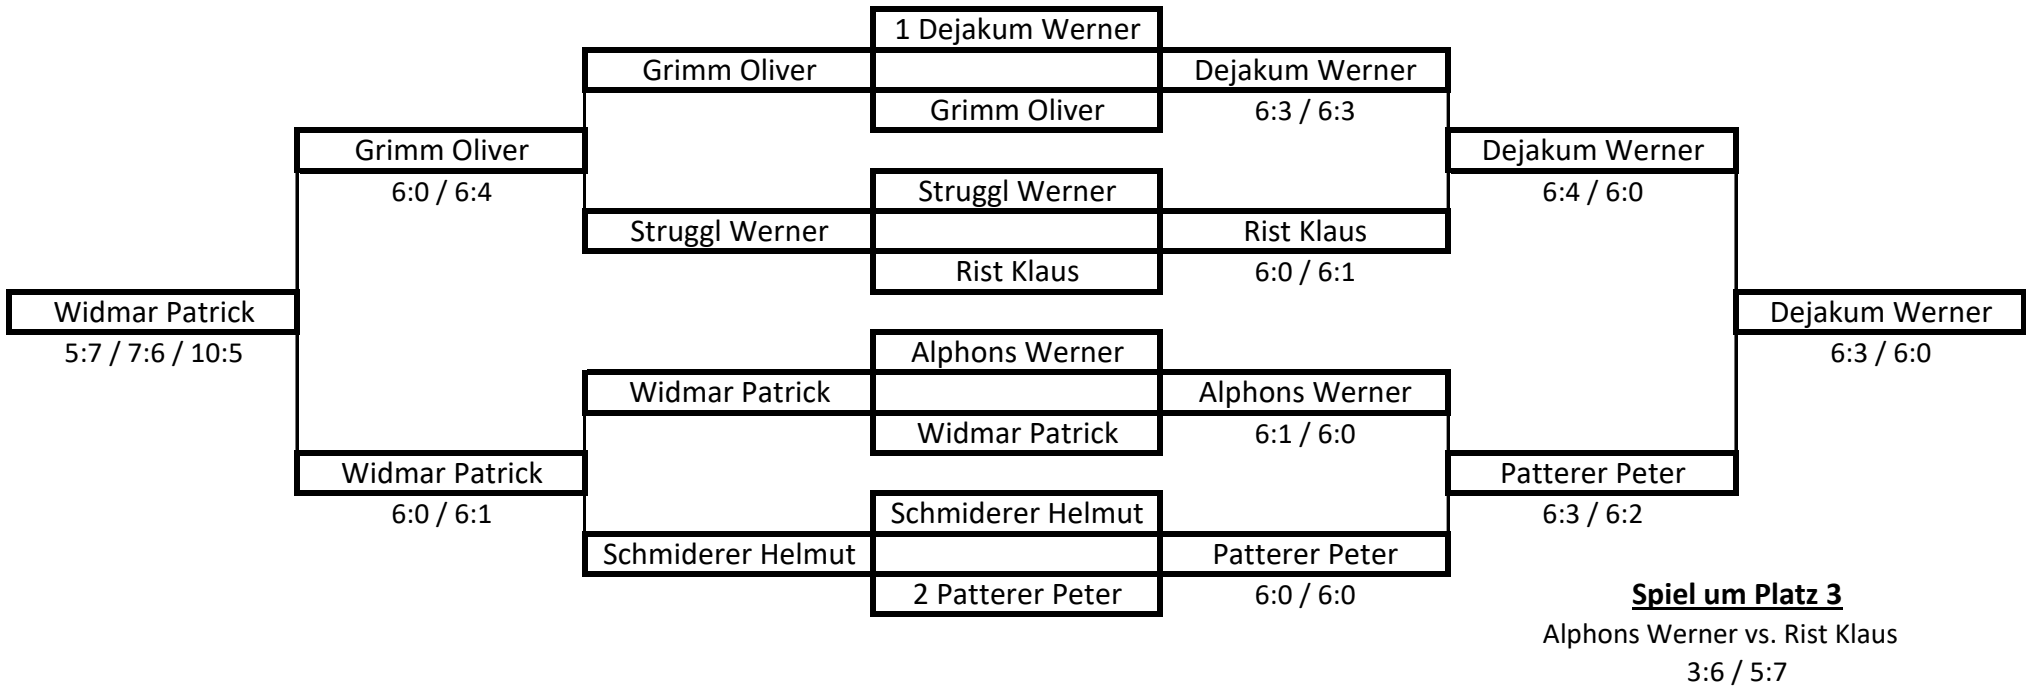 1 Dejakum Werner
Grimm Oliver
Dejakum Werner
Grimm Oliver
6:3 / 6:3
Grimm Oliver
Dejakum Werner
6:0 / 6:4
Struggl Werner
6:4 / 6:0
Struggl Werner
Rist Klaus
Rist Klaus
6:0 / 6:1
Widmar Patrick
Dejakum Werner
5:7 / 7:6 / 10:5
Alphons Werner
6:3 / 6:0
Widmar Patrick
Alphons Werner
Widmar Patrick
6:1 / 6:0
Widmar Patrick
Patterer Peter
6:0 / 6:1
Schmiderer Helmut
6:3 / 6:2
Schmiderer Helmut
Patterer Peter
2 Patterer Peter
6:0 / 6:0
Spiel um Platz 3
Alphons Werner vs. Rist Klaus
3:6 / 5:7